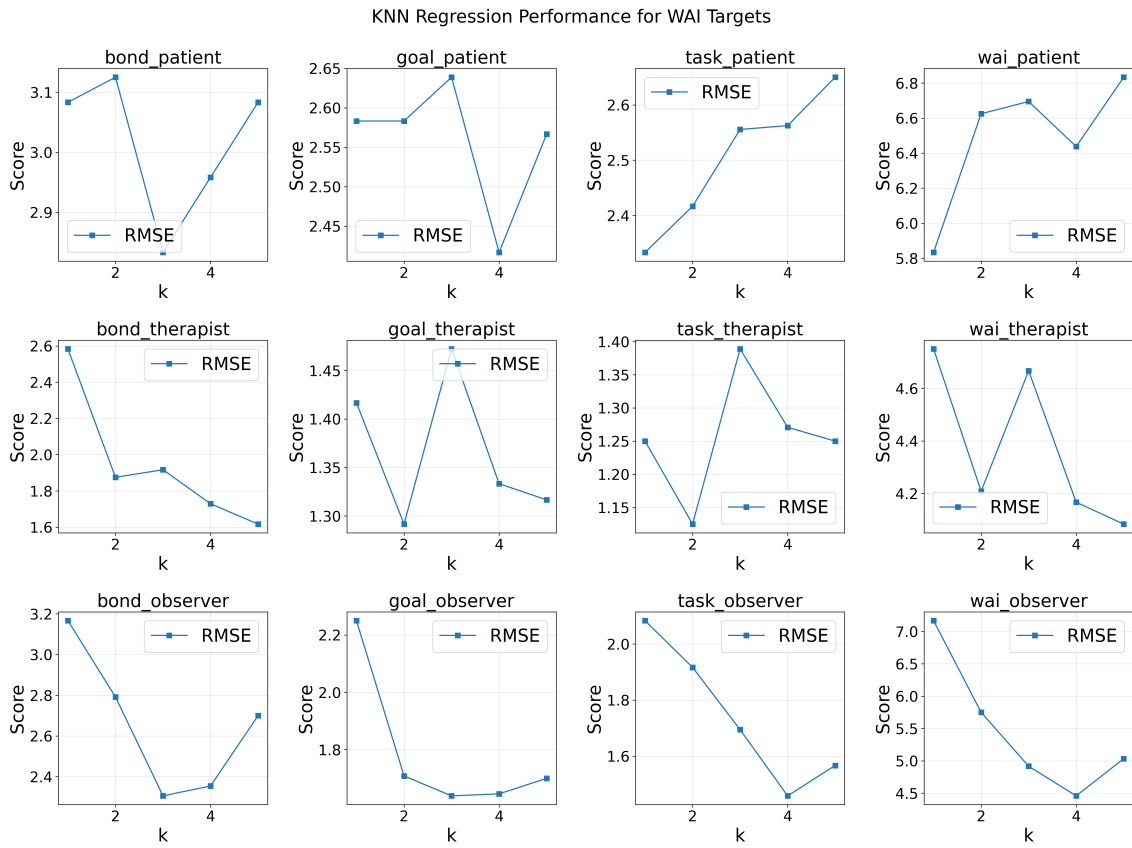 KNN Regression Performance for WAI Targets
bond_patient
3.1
3.0
2.9
Score
RMSE
2
4
k
goal_patient
2.65
2.60
2.55
2.50
2.45
Score
RMSE
2
4
k
task_patient
2.6
2.5
2.4
Score
RMSE
2
4
k
wai_patient
6.8
6.6
6.4
6.2
6.0
5.8
Score
RMSE
2
4
k
bond_therapist
2.6
2.4
2.2
2.0
1.8
1.6
Score
RMSE
2
4
k
goal_therapist
1.45
1.40
1.35
1.30
Score
RMSE
2
4
k
task_therapist
1.40
1.35
1.30
1.25
1.20
1.15
Score
RMSE
2
4
k
wai_therapist
4.6
4.4
4.2
Score
RMSE
2
4
k
bond_observer
3.2
3.0
2.8
2.6
2.4
Score
RMSE
2
4
k
goal_observer
2.2
2.0
1.8
Score
RMSE
2
4
k
task_observer
2.0
1.8
1.6
Score
RMSE
2
4
k
wai_observer
7.0
6.5
6.0
5.5
5.0
4.5
Score
RMSE
2
4
k